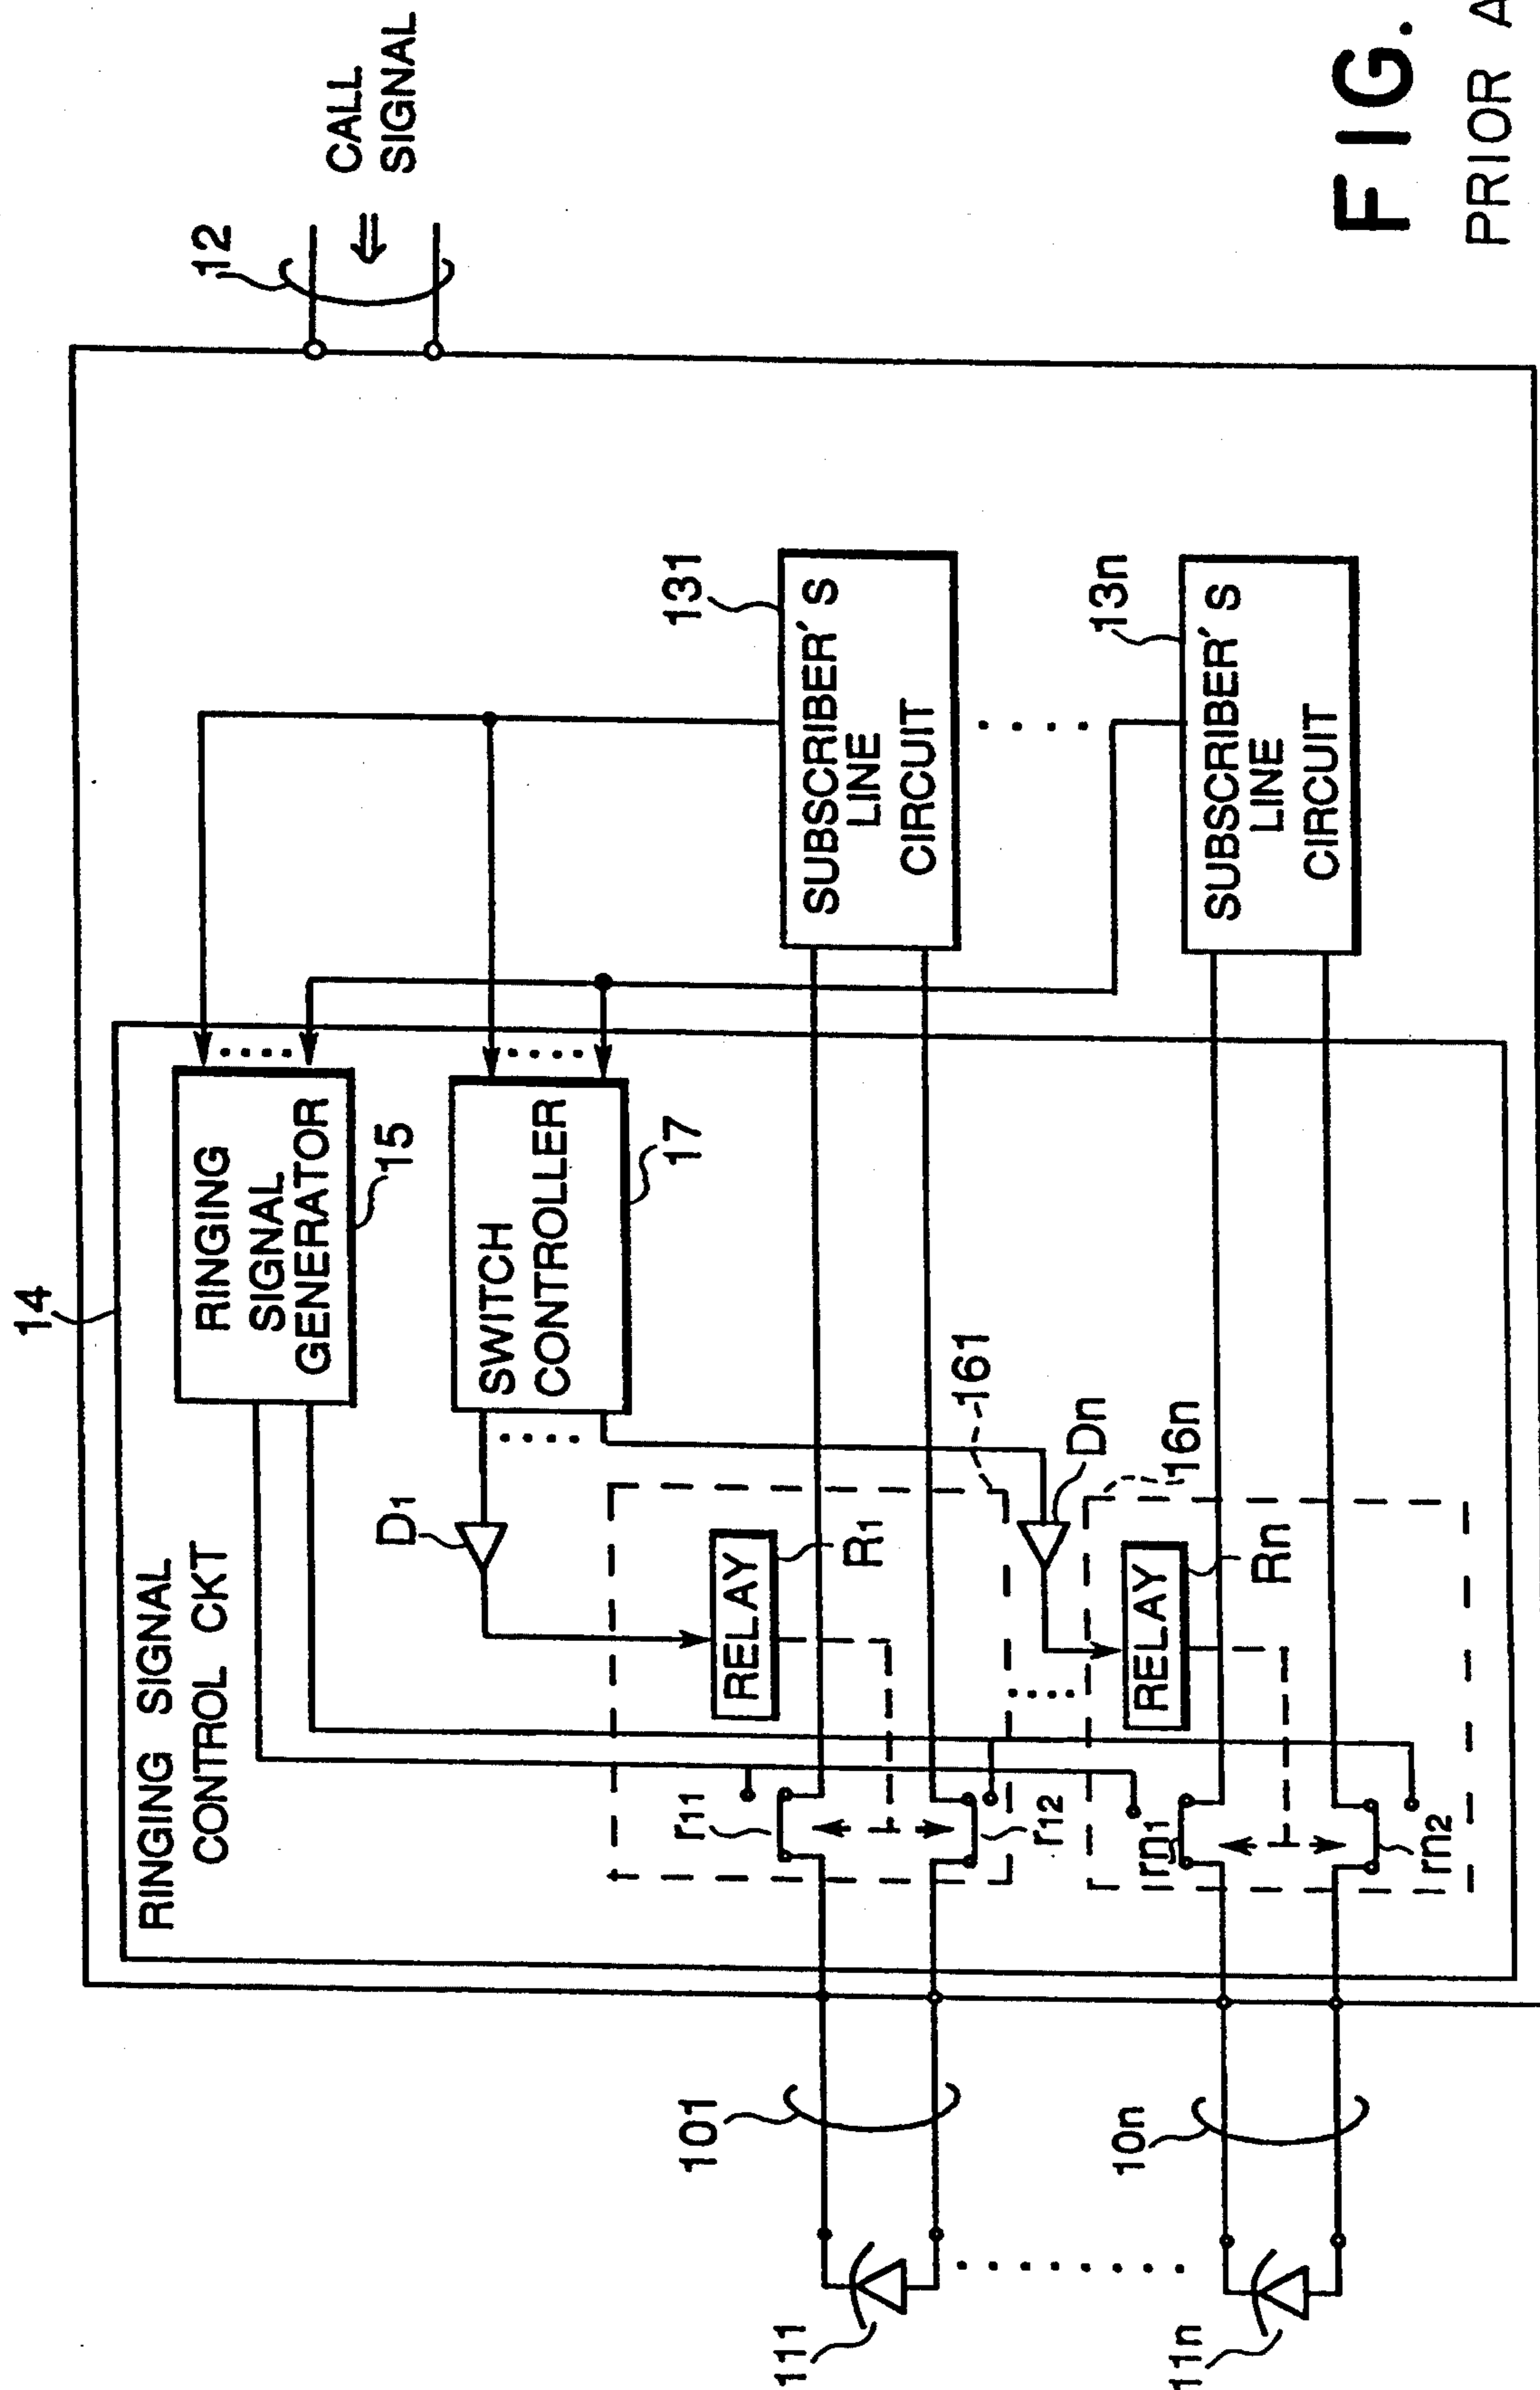 14
RINGING SIGNAL
CONTROL CKT
RINGING
SIGNAL
GENERATOR
15
12
CALL
SIGNAL
D1
SWITCH
CONTROLLER
17
RELAY
R1
161
131
SUBSCRIBER'S
LINE
CIRCUIT
r11
r12
101
111
Dn
16n
RELAY
Rn
13n
SUBSCRIBER'S
LINE
CIRCUIT
rn1
rn2
10n
11n
FIG.
PRIOR